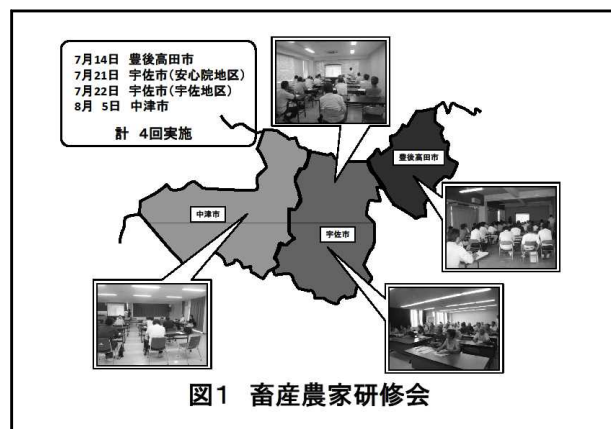 7月14日 豊後高田市
7月21日 宇佐市(安心院地区)
7月22日 宇佐市(宇佐地区)
8月 5日 中津市
計 4回実施
豊後高田市
中津市
宇佐市
図1 畜産農家研修会